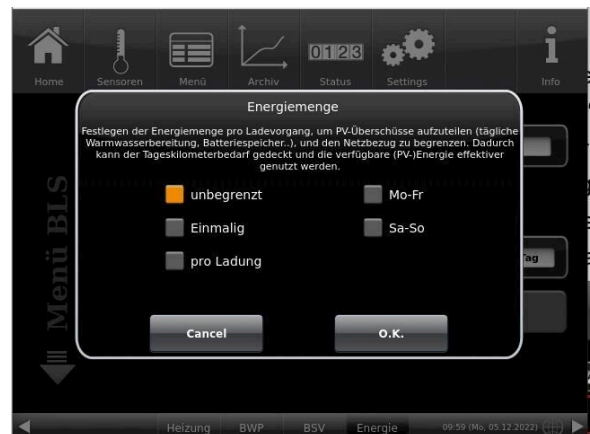 Home
Sensoren
Menü
Archiv
0123
Status
Settings
i
Info
Energiemenge
Festlegen der Energiemenge pro Ladevorgang, um PV-Überschüsse aufzuteilen (tägliche
Warmwasserbereitung, Batteriespeicher..), und den Netzbezug zu begrenzen. Dadurch
kann der Tageskilometerbedarf gedeckt und die verfügbare (PV-)Energie effektiver
genutzt werden.
unbegrenzt
Mo-Fr
Einmalig
Sa-So
pro Ladung
Cancel
O.K.
Menü BLS
Tag
Heizung
BWP
BSV
Energie
09:59 (Mo, 05.12.2022)